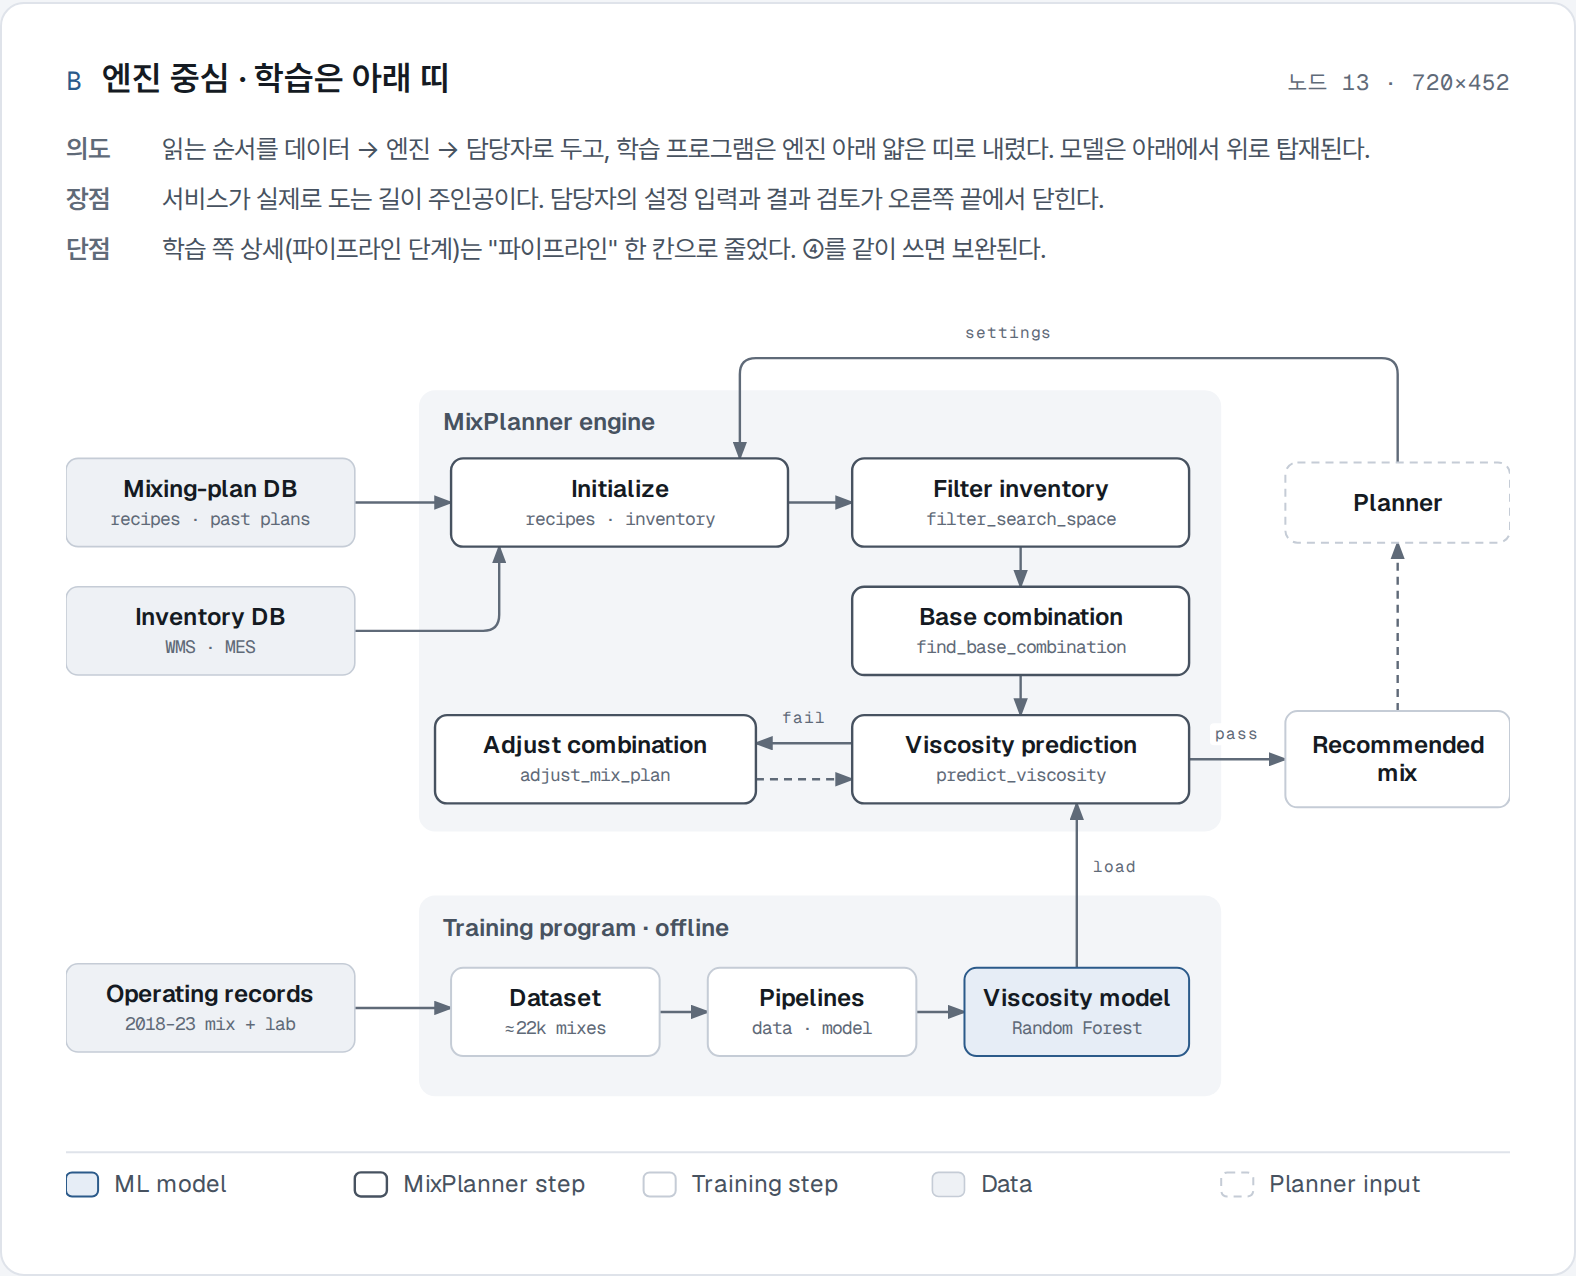 B 엔진 중심 · 학습은 아래 띠
노드 13 · 720×452
의도 읽는 순서를 데이터 → 엔진 → 담당자로 두고, 학습 프로그램은 엔진 아래 얇은 띠로 내렸다. 모델은 아래에서 위로 탑재된다.
장점 서비스가 실제로 도는 길이 주인공이다. 담당자의 설정 입력과 결과 검토가 오른쪽 끝에서 닫힌다.
단점 학습 쪽 상세(파이프라인 단계)는 "파이프라인" 한 칸으로 줄었다. ④를 같이 쓰면 보완된다.
settings
MixPlanner engine
Mixing-plan DB
recipes · past plans
Initialize
recipes · inventory
Filter inventory
filter_search_space
Planner
Inventory DB
WMS · MES
Base combination
find_base_combination
Adjust combination
adjust_mix_plan
fail
Viscosity prediction
predict_viscosity
pass
Recommended
mix
load
Training program · offline
Operating records
2018–23 mix + lab
Dataset
≈22k mixes
Pipelines
data · model
Viscosity model
Random Forest
ML model
MixPlanner step
Training step
Data
Planner input